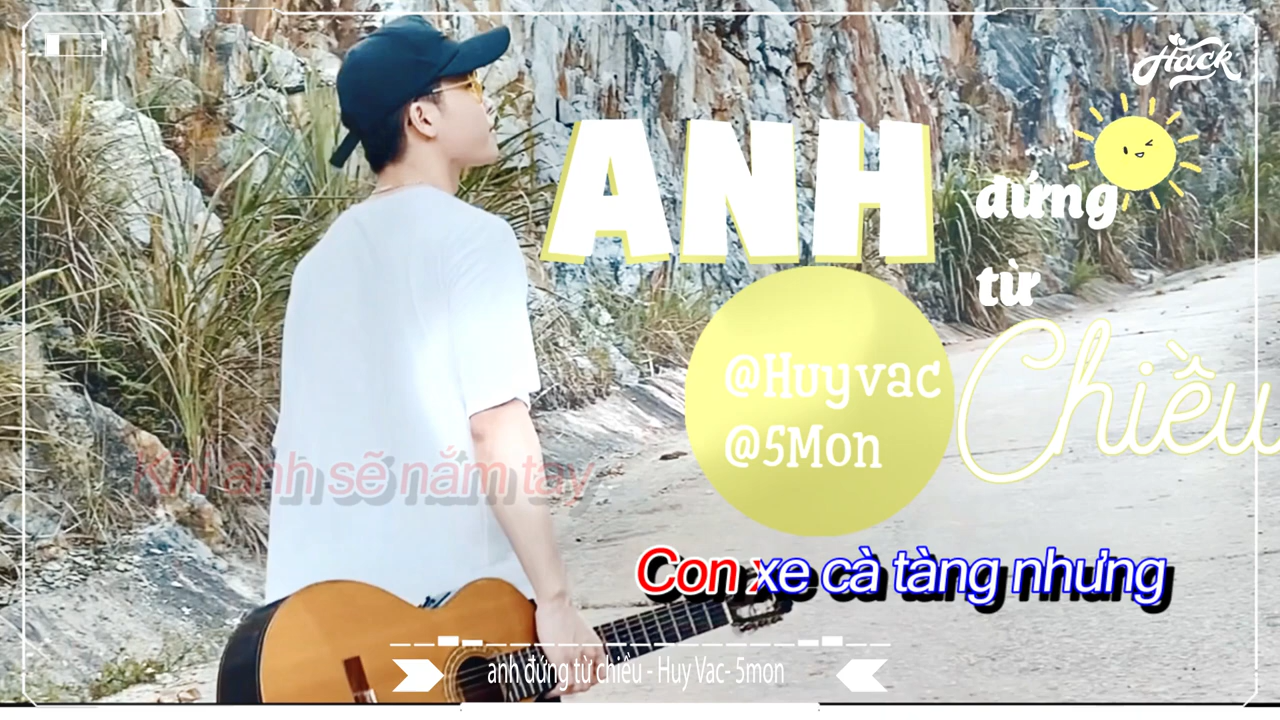 Hack
ANH
đứng
từ
Chiều
@Huyvac
@5Mon
Khi anh sẽ nắm tay
Con xe cà tàng nhưng
anh đứng từ chiều - Huy Vac- 5mon